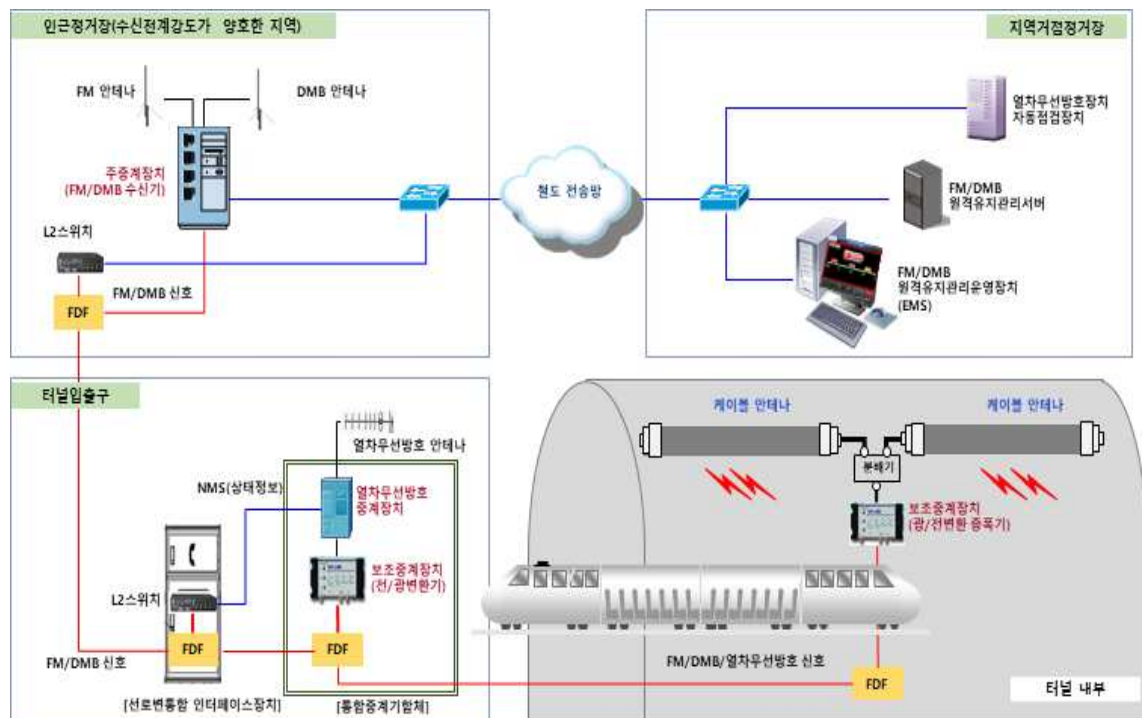 인근정거장(수신전계강도가 양호한 지역)
FM 안테나
DMB 안테나
주중계장치
(FM/DMB 수신기)
L2스위치
FDF
FM/DMB 신호
철도 전송망
지역거점정거장
열차무선방호장치
자동점검장치
FM/DMB
원격유지관리서버
FM/DMB
원격유지관리운영장치
(EMS)
터널입출구
열차무선방호 안테나
NMS(상태정보)
열차무선방호
중계장치
보조중계장치
(전/광변환기)
L2스위치
FDF
FDF
FM/DMB 신호
[선로변통합 인터페이스장치]
[통합중계기함체]
케이블 안테나
케이블 안테나
분배기
보조중계장치
(광/전변환 증폭기)
FM/DMB/열차무선방호 신호
FDF
터널 내부